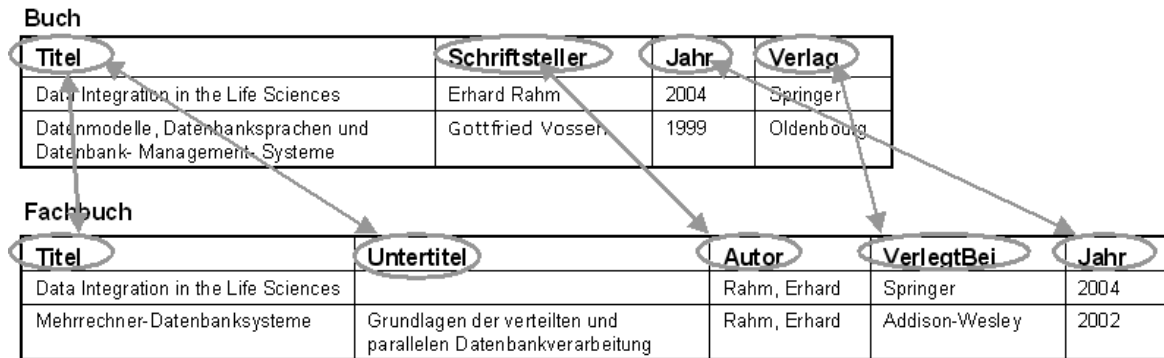 Buch
Titel Schriftsteller Jahr Verlag
Data Integration in the Life Sciences Erhard Rahm 2004 Springer
Datenmodelle, Datenbanksprachen und Gottfried Vossen 1999 Oldenbourg
Datenbank- Management- Systeme
Fachbuch
Titel Untertitel Autor VerlegtBei Jahr
Data Integration in the Life Sciences Rahm, Erhard Springer 2004
Mehrrechner-Datenbanksysteme Grundlagen der verteilten und Rahm, Erhard Addison-Wesley 2002
parallelen Datenbankverarbeitung